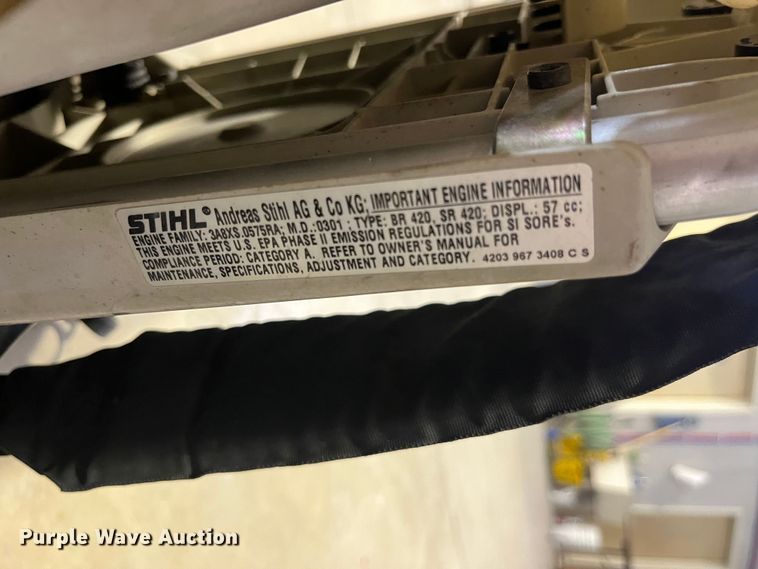 STIHL® Andreas Stihl AG & Co KG; IMPORTANT ENGINE INFORMATION
ENGINE FAMILY: 3A8XS.0575RA; M.D.:0301 ; TYPE: BR 420, SR 420; DISPL.: 57 cc;
THIS ENGINE MEETS U.S. EPA PHASE II EMISSION REGULATIONS FOR SI SORE's.
COMPLIANCE PERIOD: CATEGORY A. REFER TO OWNER'S MANUAL FOR
MAINTENANCE, SPECIFICATIONS, ADJUSTMENT AND CATEGORY. 4203 967 3408 C S
Purple Wave Auction